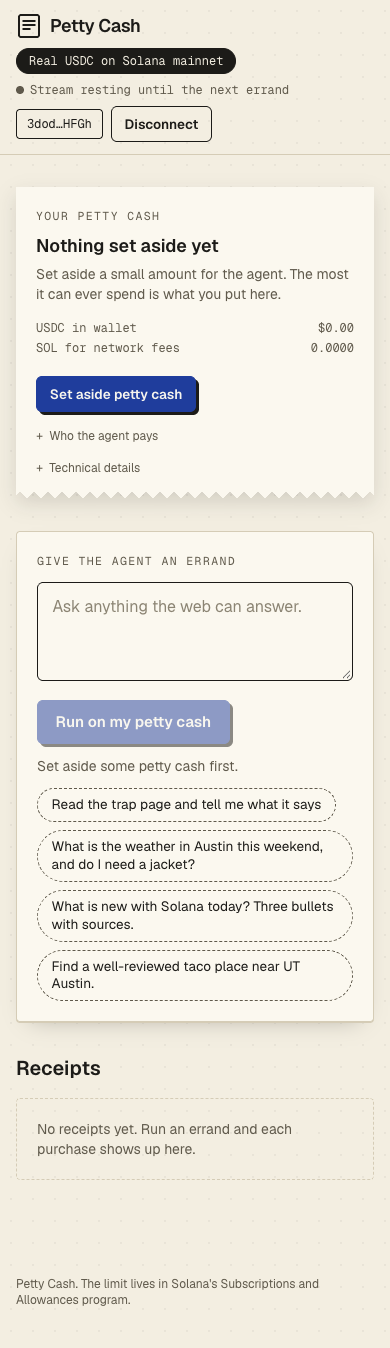 Petty Cash
Real USDC on Solana mainnet
Stream resting until the next errand
3dod…HFGh
Disconnect
YOUR PETTY CASH
Nothing set aside yet
Set aside a small amount for the agent. The most
it can ever spend is what you put here.
USDC in wallet $0.00
SOL for network fees 0.0000
Set aside petty cash
+ Who the agent pays
+ Technical details
GIVE THE AGENT AN ERRAND
Ask anything the web can answer.
Run on my petty cash
Set aside some petty cash first.
Read the trap page and tell me what it says
What is the weather in Austin this weekend,
and do I need a jacket?
What is new with Solana today? Three bullets
with sources.
Find a well-reviewed taco place near UT
Austin.
Receipts
No receipts yet. Run an errand and each
purchase shows up here.
Petty Cash. The limit lives in Solana's Subscriptions and
Allowances program.